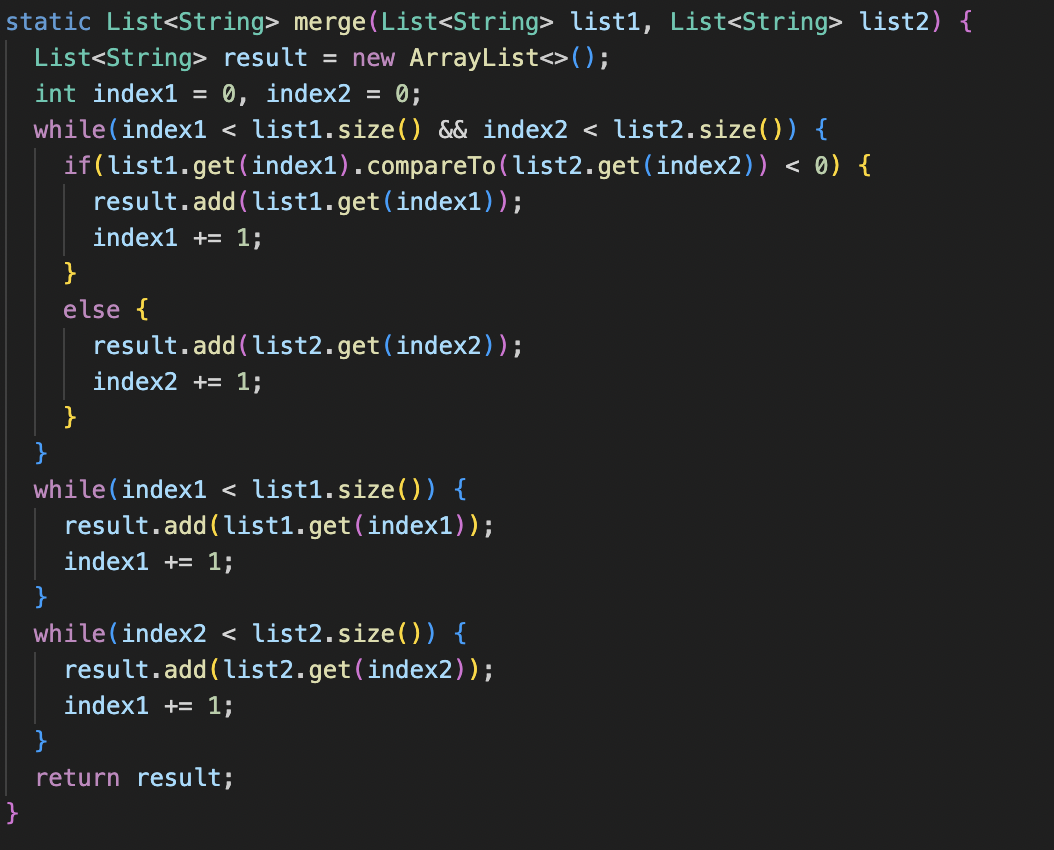 static List<String> merge(List<String> list1, List<String> list2) {
  List<String> result = new ArrayList<>();
  int index1 = 0, index2 = 0;
  while(index1 < list1.size() && index2 < list2.size()) {
    if(list1.get(index1).compareTo(list2.get(index2)) < 0) {
      result.add(list1.get(index1));
      index1 += 1;
    }
    else {
      result.add(list2.get(index2));
      index2 += 1;
    }
  }
  while(index1 < list1.size()) {
    result.add(list1.get(index1));
    index1 += 1;
  }
  while(index2 < list2.size()) {
    result.add(list2.get(index2));
    index1 += 1;
  }
  return result;
}